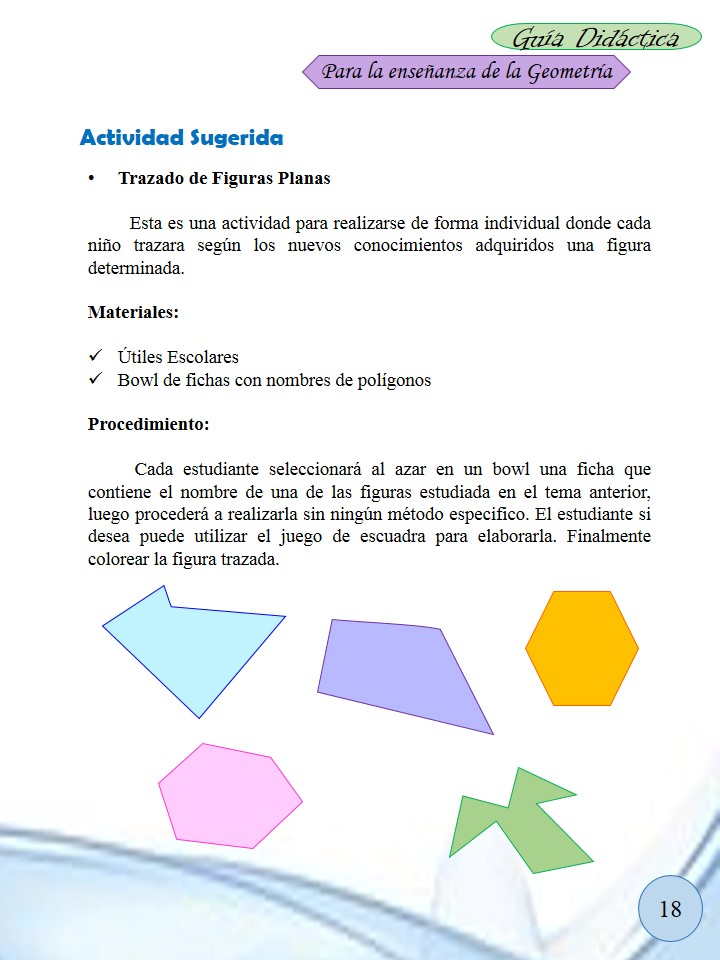 Guía Didáctica
Para la enseñanza de la Geometría
Actividad Sugerida
• Trazado de Figuras Planas
Esta es una actividad para realizarse de forma individual donde cada
niño trazara según los nuevos conocimientos adquiridos una figura
determinada.
Materiales:
✓ Útiles Escolares
✓ Bowl de fichas con nombres de polígonos
Procedimiento:
Cada estudiante seleccionará al azar en un bowl una ficha que
contiene el nombre de una de las figuras estudiada en el tema anterior,
luego procederá a realizarla sin ningún método especifico. El estudiante si
desea puede utilizar el juego de escuadra para elaborarla. Finalmente
colorear la figura trazada.
18